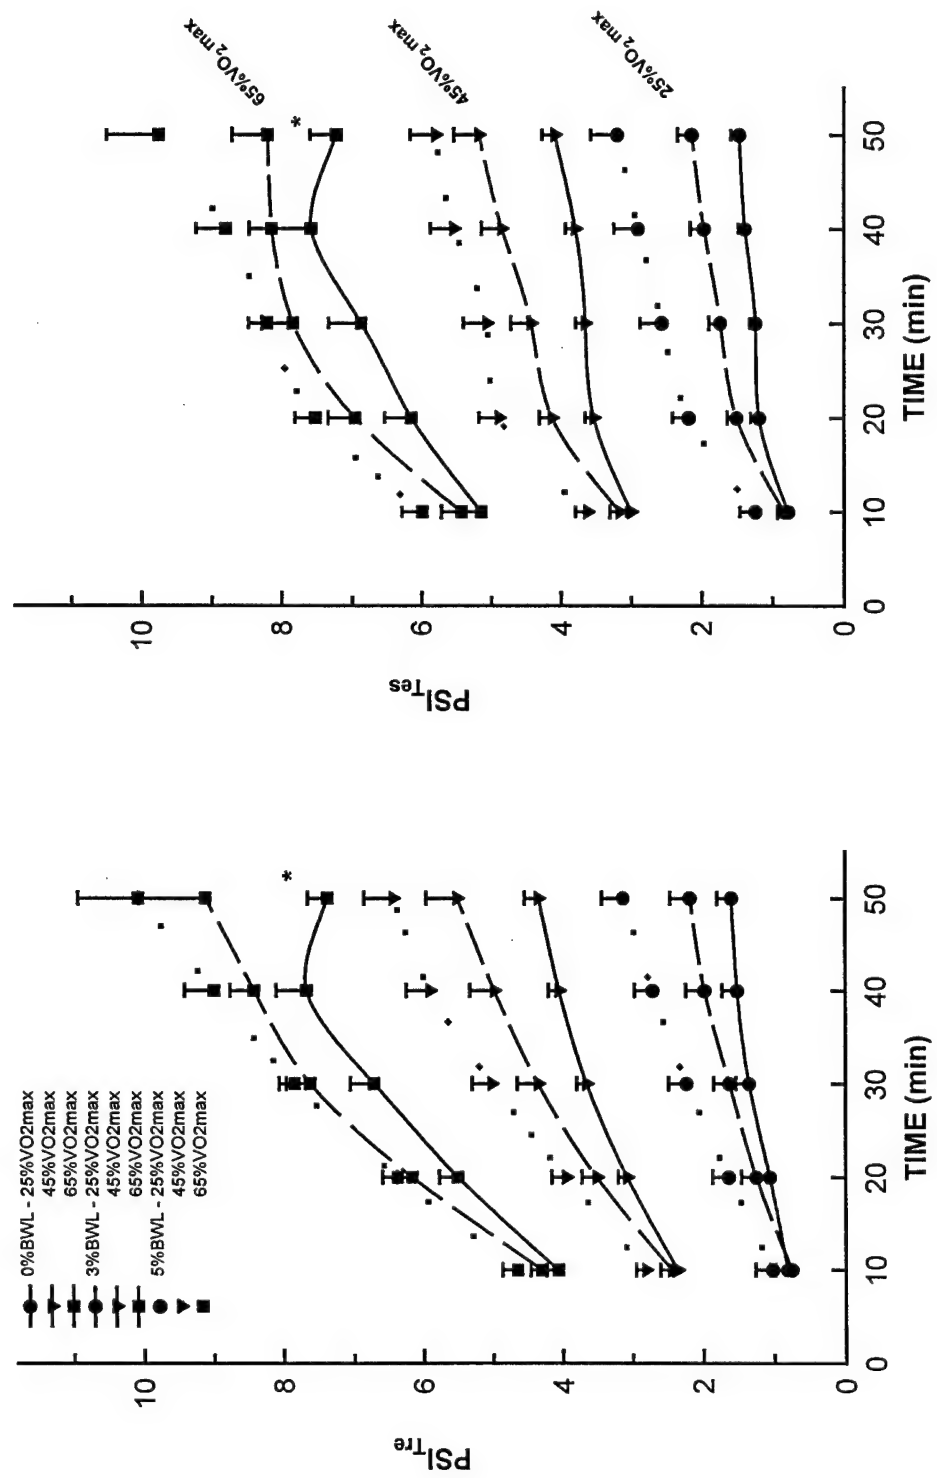 0%BWL - 25%VO2max
45%VO2max
65%VO2max
3%BWL - 25%VO2max
45%VO2max
65%VO2max
5%BWL - 25%VO2max
45%VO2max
65%VO2max
PSI_Tre
10
8
6
4
2
0
*
0
10
20
30
40
50
TIME (min)
PSI_Tes
10
8
6
4
2
0
65%VO₂ max
*
45%VO₂ max
25%VO₂ max
0
10
20
30
40
50
TIME (min)